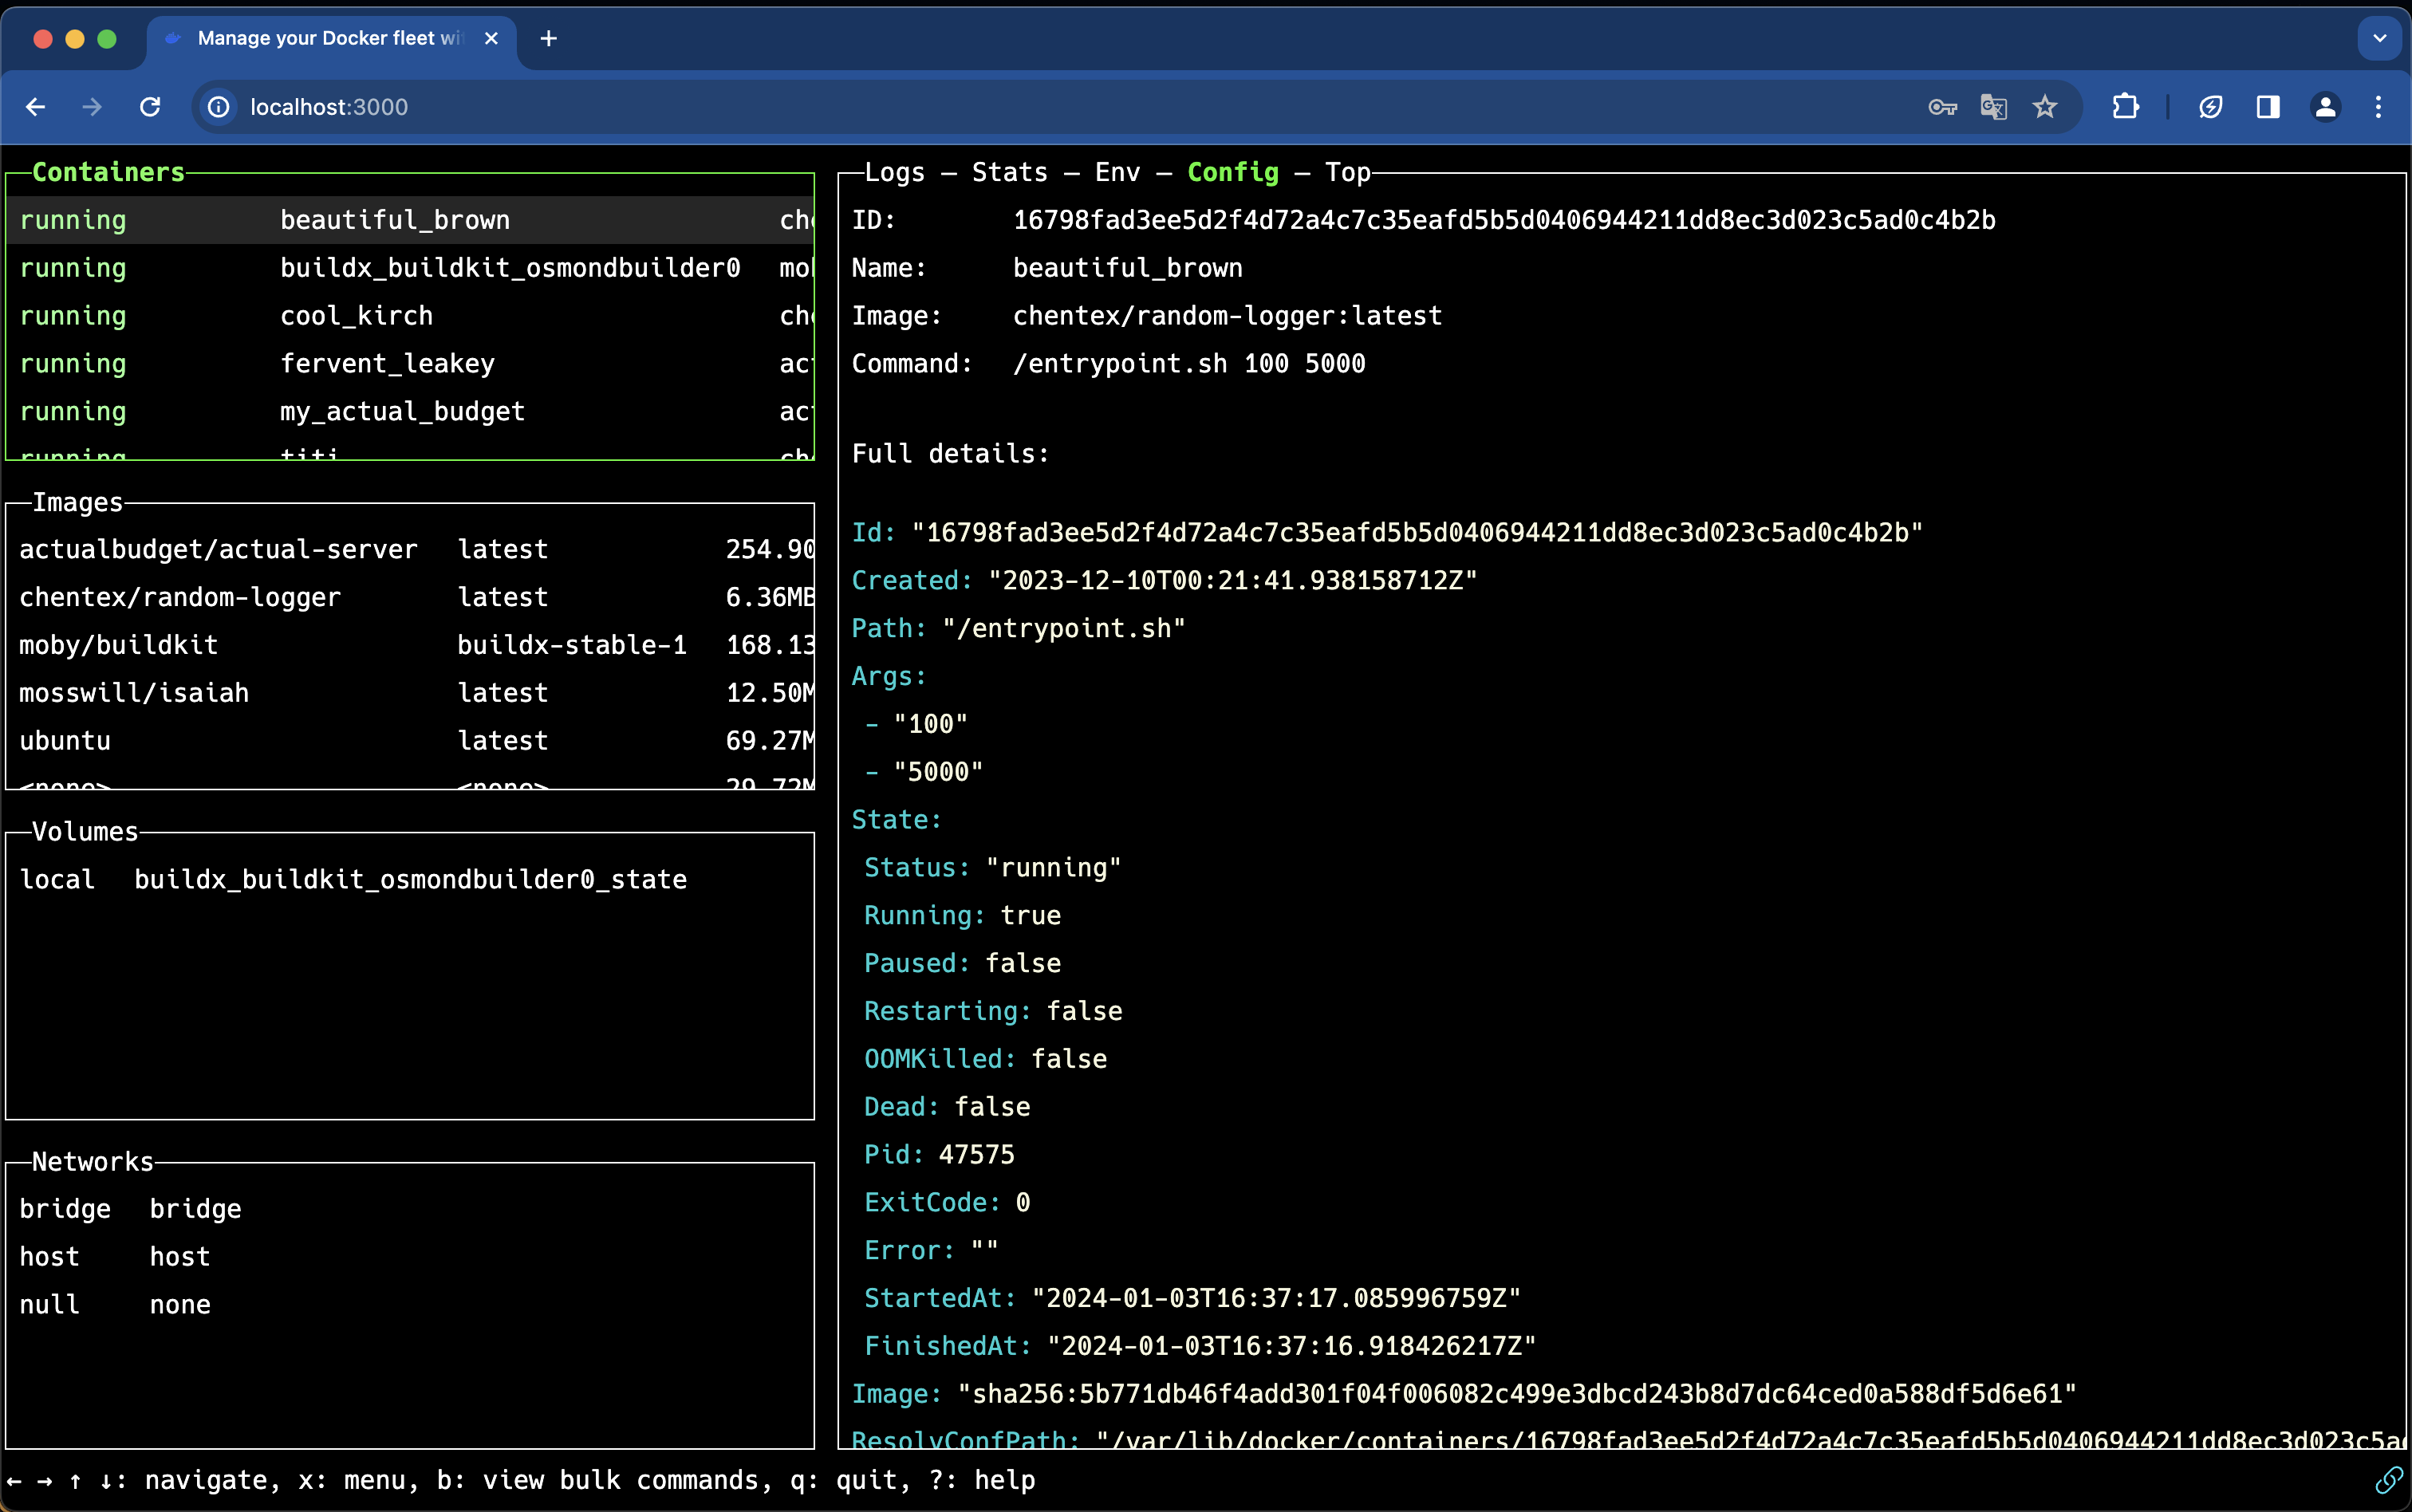 Manage your Docker fleet wi
localhost:3000
Containers
running beautiful_brown ch
running buildx_buildkit_osmondbuilder0 mo
running cool_kirch ch
running fervent_leakey ac
running my_actual_budget ac
running titi ch
Images
actualbudget/actual-server latest 254.90
chentex/random-logger latest 6.36MB
moby/buildkit buildx-stable-1 168.13
mosswill/isaiah latest 12.50M
ubuntu latest 69.27M
<none> <none> 29.72M
Volumes
local buildx_buildkit_osmondbuilder0_state
Networks
bridge bridge
host host
null none
Logs — Stats — Env — Config — Top
ID: 16798fad3ee5d2f4d72a4c7c35eafd5b5d0406944211dd8ec3d023c5ad0c4b2b
Name: beautiful_brown
Image: chentex/random-logger:latest
Command: /entrypoint.sh 100 5000
Full details:
Id: "16798fad3ee5d2f4d72a4c7c35eafd5b5d0406944211dd8ec3d023c5ad0c4b2b"
Created: "2023-12-10T00:21:41.938158712Z"
Path: "/entrypoint.sh"
Args:
- "100"
- "5000"
State:
Status: "running"
Running: true
Paused: false
Restarting: false
OOMKilled: false
Dead: false
Pid: 47575
ExitCode: 0
Error: ""
StartedAt: "2024-01-03T16:37:17.085996759Z"
FinishedAt: "2024-01-03T16:37:16.918426217Z"
Image: "sha256:5b771db46f4add301f04f006082c499e3dbcd243b8d7dc64ced0a588df5d6e61"
ResolvConfPath: "/var/lib/docker/containers/16798fad3ee5d2f4d72a4c7c35eafd5b5d0406944211dd8ec3d023c5a
← → ↑ ↓: navigate, x: menu, b: view bulk commands, q: quit, ?: help